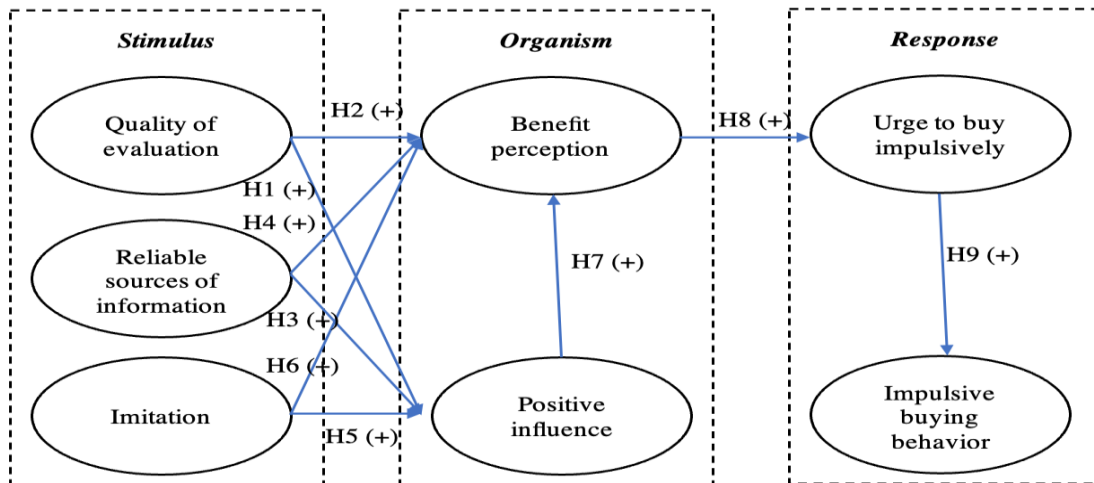 Stimulus
Organism
Response
Quality of
evaluation
H2 (+)
Benefit
perception
H8 (+)
Urge to buy
impulsively
H1 (+)
H4 (+)
Reliable
sources of
information
H7 (+)
H9 (+)
H3 (+)
H6 (+)
Imitation
H5 (+)
Positive
influence
Impulsive
buying
behavior